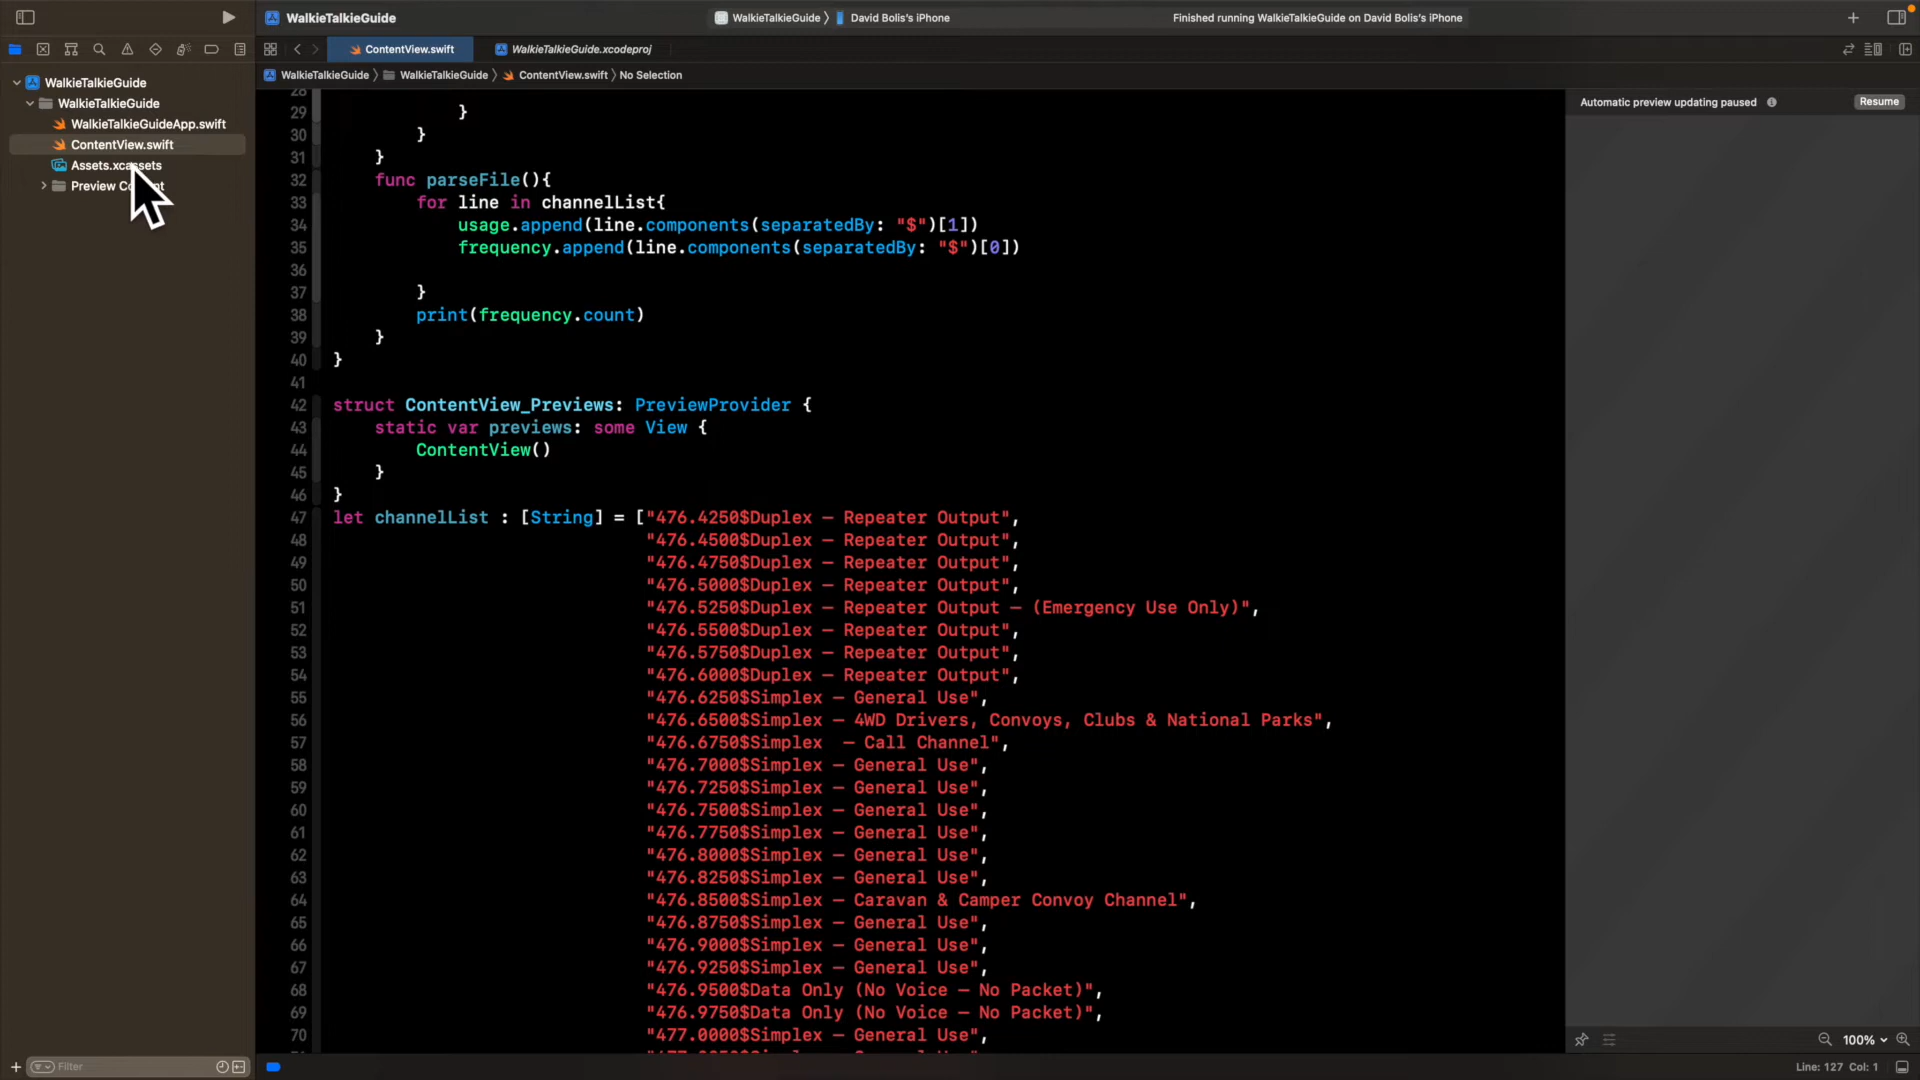 WalkieTalkieGuide
WalkieTalkieGuide 〉 David Bolis's iPhone
Finished running WalkieTalkieGuide on David Bolis's iPhone
ContentView.swift
WalkieTalkieGuide.xcodeproj
WalkieTalkieGuide 〉 WalkieTalkieGuide 〉 ContentView.swift 〉 No Selection
WalkieTalkieGuide
WalkieTalkieGuide
WalkieTalkieGuideApp.swift
ContentView.swift
Assets.xcassets
Preview
Filter
28
29 }
30 }
31 }
32 func parseFile(){
33 for line in channelList{
34 usage.append(line.components(separatedBy: "$")[1])
35 frequency.append(line.components(separatedBy: "$")[0])
36
37 }
38 print(frequency.count)
39 }
40 }
41
42 struct ContentView_Previews: PreviewProvider {
43 static var previews: some View {
44 ContentView()
45 }
46 }
47 let channelList : [String] = ["476.4250$Duplex – Repeater Output",
48 "476.4500$Duplex – Repeater Output",
49 "476.4750$Duplex – Repeater Output",
50 "476.5000$Duplex – Repeater Output",
51 "476.5250$Duplex – Repeater Output – (Emergency Use Only)",
52 "476.5500$Duplex – Repeater Output",
53 "476.5750$Duplex – Repeater Output",
54 "476.6000$Duplex – Repeater Output",
55 "476.6250$Simplex – General Use",
56 "476.6500$Simplex – 4WD Drivers, Convoys, Clubs & National Parks",
57 "476.6750$Simplex  – Call Channel",
58 "476.7000$Simplex – General Use",
59 "476.7250$Simplex – General Use",
60 "476.7500$Simplex – General Use",
61 "476.7750$Simplex – General Use",
62 "476.8000$Simplex – General Use",
63 "476.8250$Simplex – General Use",
64 "476.8500$Simplex – Caravan & Camper Convoy Channel",
65 "476.8750$Simplex – General Use",
66 "476.9000$Simplex – General Use",
67 "476.9250$Simplex – General Use",
68 "476.9500$Data Only (No Voice – No Packet)",
69 "476.9750$Data Only (No Voice – No Packet)",
70 "477.0000$Simplex – General Use",
Automatic preview updating paused
Resume
100%
Line: 127 Col: 1